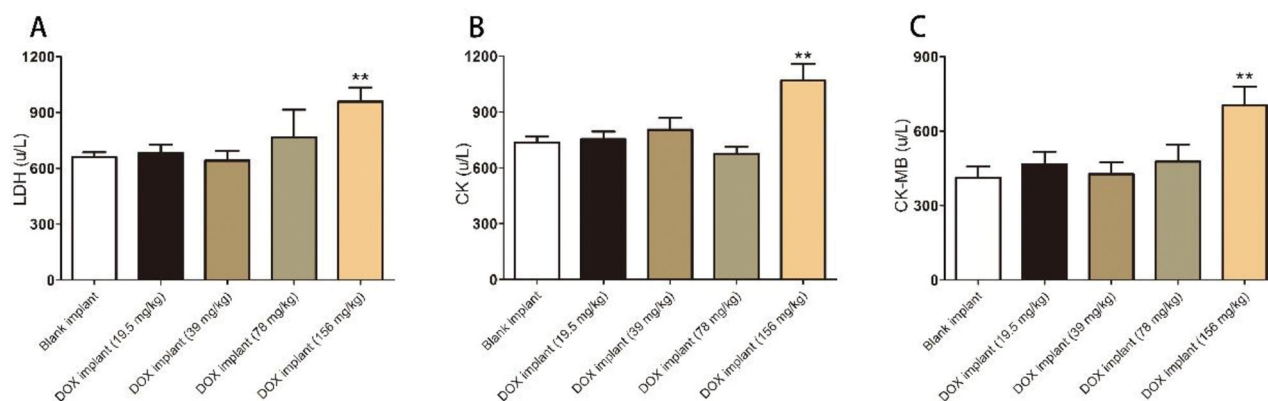 A
LDH (u/L)
1200
900
600
300
0
**
Blank implant
DOX implant (19.5 mg/kg)
DOX implant (39 mg/kg)
DOX implant (78 mg/kg)
DOX implant (156 mg/kg)
B
CK (u/L)
1200
900
600
300
0
**
Blank implant
DOX implant (19.5 mg/kg)
DOX implant (39 mg/kg)
DOX implant (78 mg/kg)
DOX implant (156 mg/kg)
C
CK-MB (u/L)
900
600
300
0
**
Blank implant
DOX implant (19.5 mg/kg)
DOX implant (39 mg/kg)
DOX implant (78 mg/kg)
DOX implant (156 mg/kg)